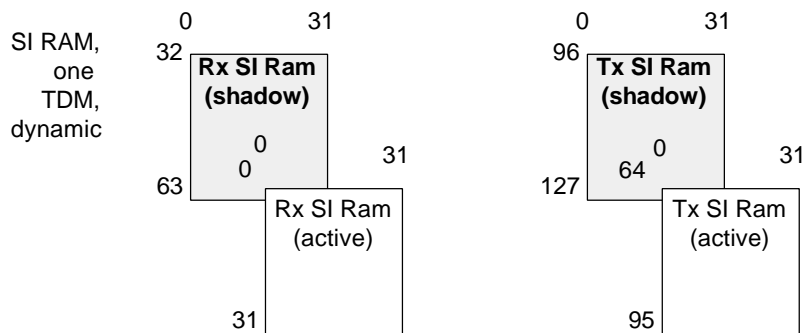 SI RAM,
one
TDM,
dynamic
0 31
32
Rx SI Ram
(shadow)
0
0
31
63
Rx SI Ram
(active)
31
0 31
96
Tx SI Ram
(shadow)
0
64
31
127
Tx SI Ram
(active)
95